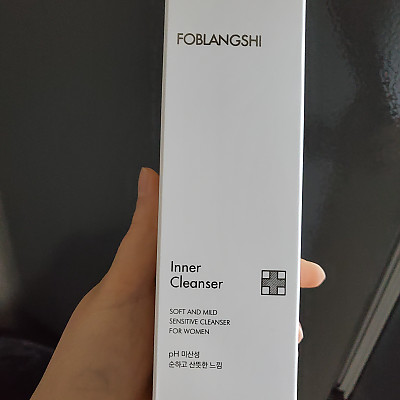 FOBLANGSHI
Inner
Cleanser
SOFT AND MILD
SENSITIVE CLEANSER
FOR WOMEN
pH 미산성
순하고 산뜻한 느낌